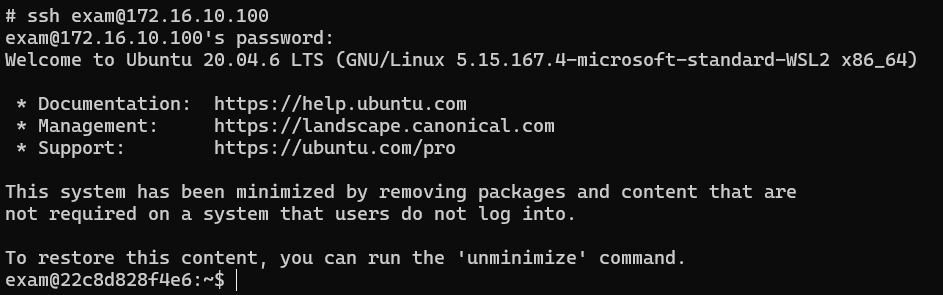 # ssh exam@172.16.10.100
exam@172.16.10.100's password:
Welcome to Ubuntu 20.04.6 LTS (GNU/Linux 5.15.167.4-microsoft-standard-WSL2 x86_64)

 * Documentation:  https://help.ubuntu.com
 * Management:     https://landscape.canonical.com
 * Support:        https://ubuntu.com/pro

This system has been minimized by removing packages and content that are
not required on a system that users do not log into.

To restore this content, you can run the 'unminimize' command.
exam@22c8d828f4e6:~$